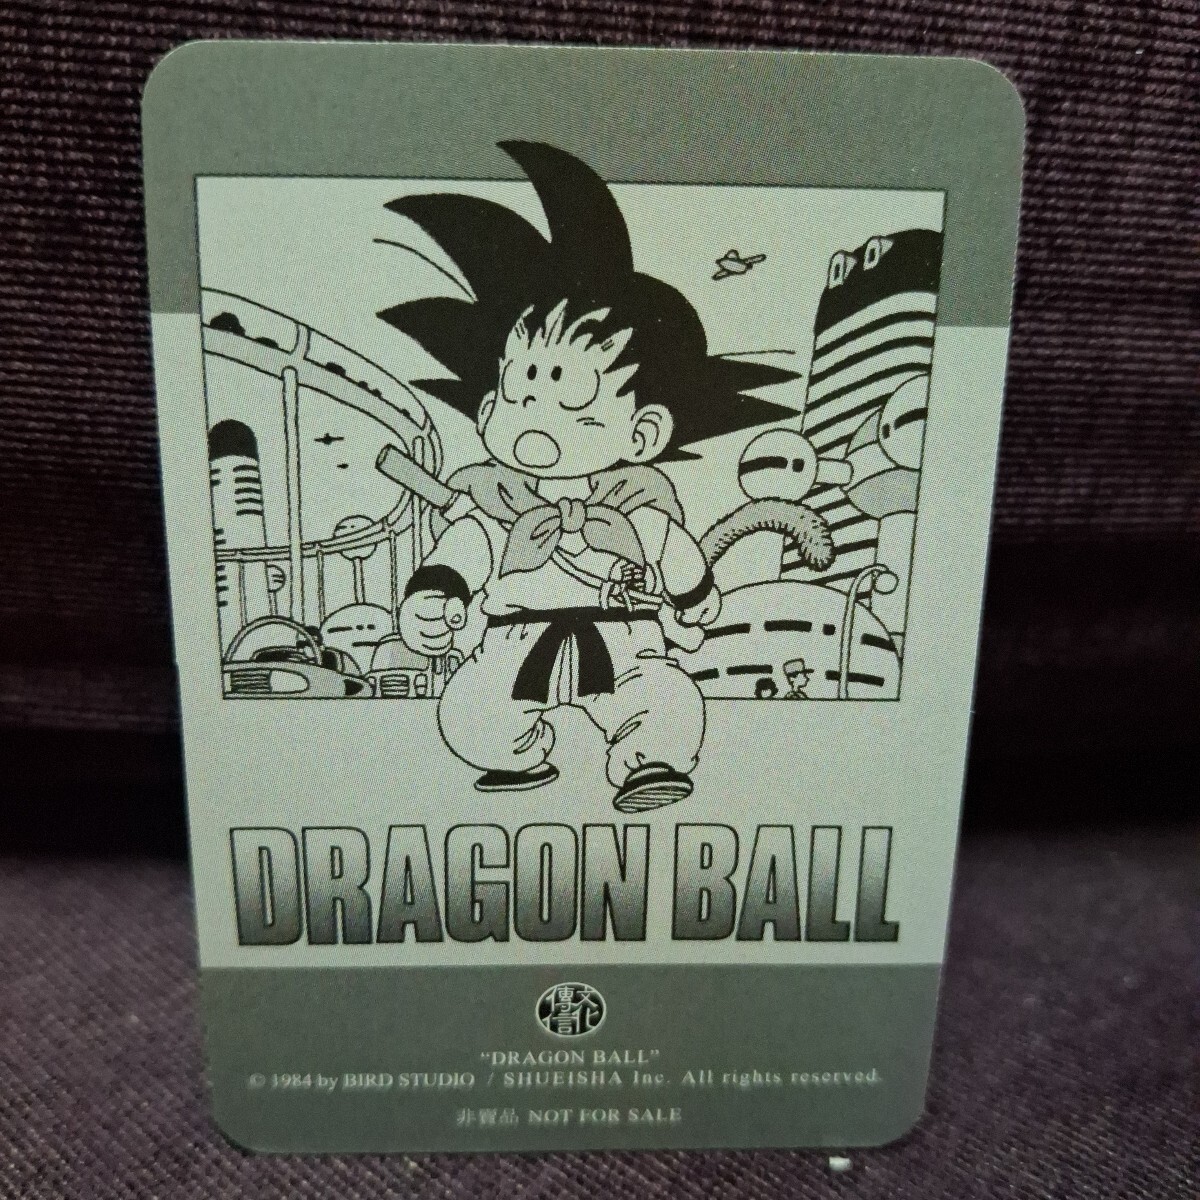 DRAGON BALL
文化
傳信
"DRAGON BALL"
© 1984 by BIRD STUDIO / SHUEISHA Inc. All rights reserved.
非賣品 NOT FOR SALE